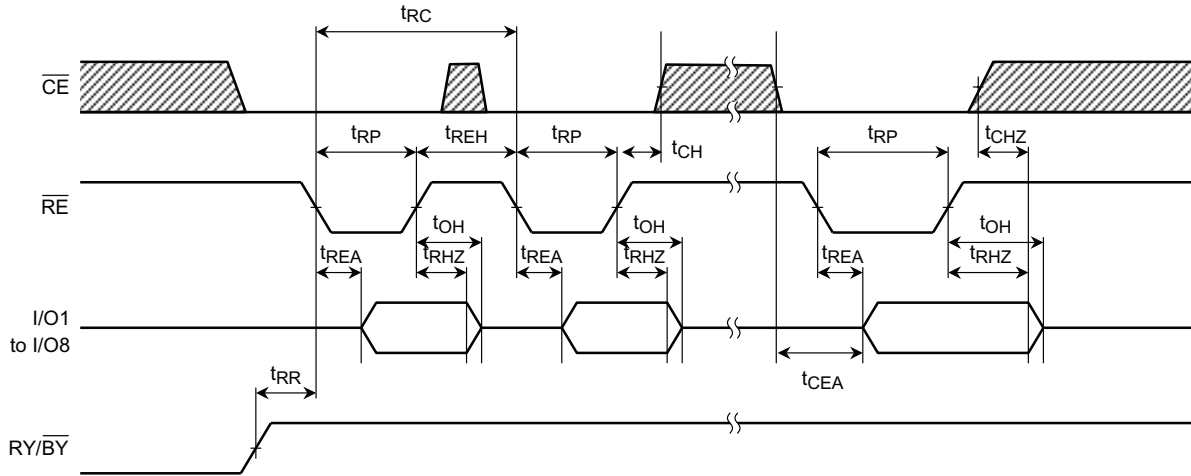 tRC
CE
tRP tREH tRP tCH tRP tCHZ
RE
tOH tOH tOH
tREA tRHZ tREA tRHZ tREA tRHZ
I/O1
to I/O8
tRR tCEA
RY/BY